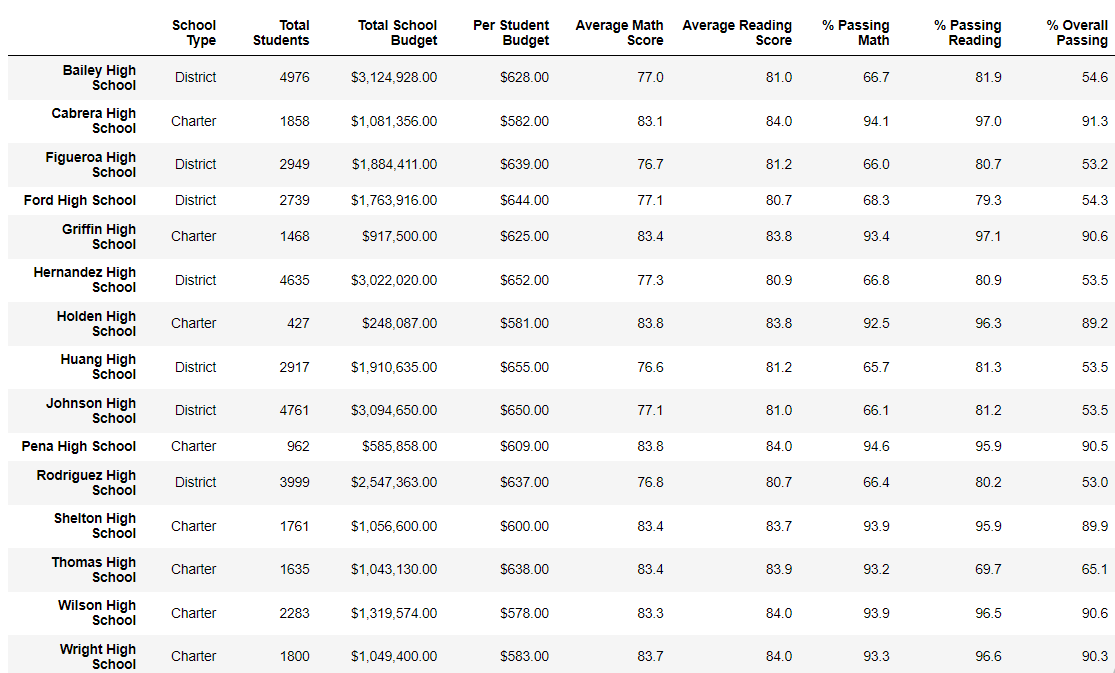 School Type Total Students Total School Budget Per Student Budget Average Math Score Average Reading Score % Passing Math % Passing Reading % Overall Passing
Bailey High School District 4976 $3,124,928.00 $628.00 77.0 81.0 66.7 81.9 54.6
Cabrera High School Charter 1858 $1,081,356.00 $582.00 83.1 84.0 94.1 97.0 91.3
Figueroa High School District 2949 $1,884,411.00 $639.00 76.7 81.2 66.0 80.7 53.2
Ford High School District 2739 $1,763,916.00 $644.00 77.1 80.7 68.3 79.3 54.3
Griffin High School Charter 1468 $917,500.00 $625.00 83.4 83.8 93.4 97.1 90.6
Hernandez High School District 4635 $3,022,020.00 $652.00 77.3 80.9 66.8 80.9 53.5
Holden High School Charter 427 $248,087.00 $581.00 83.8 83.8 92.5 96.3 89.2
Huang High School District 2917 $1,910,635.00 $655.00 76.6 81.2 65.7 81.3 53.5
Johnson High School District 4761 $3,094,650.00 $650.00 77.1 81.0 66.1 81.2 53.5
Pena High School Charter 962 $585,858.00 $609.00 83.8 84.0 94.6 95.9 90.5
Rodriguez High School District 3999 $2,547,363.00 $637.00 76.8 80.7 66.4 80.2 53.0
Shelton High School Charter 1761 $1,056,600.00 $600.00 83.4 83.7 93.9 95.9 89.9
Thomas High School Charter 1635 $1,043,130.00 $638.00 83.4 83.9 93.2 69.7 65.1
Wilson High School Charter 2283 $1,319,574.00 $578.00 83.3 84.0 93.9 96.5 90.6
Wright High School Charter 1800 $1,049,400.00 $583.00 83.7 84.0 93.3 96.6 90.3